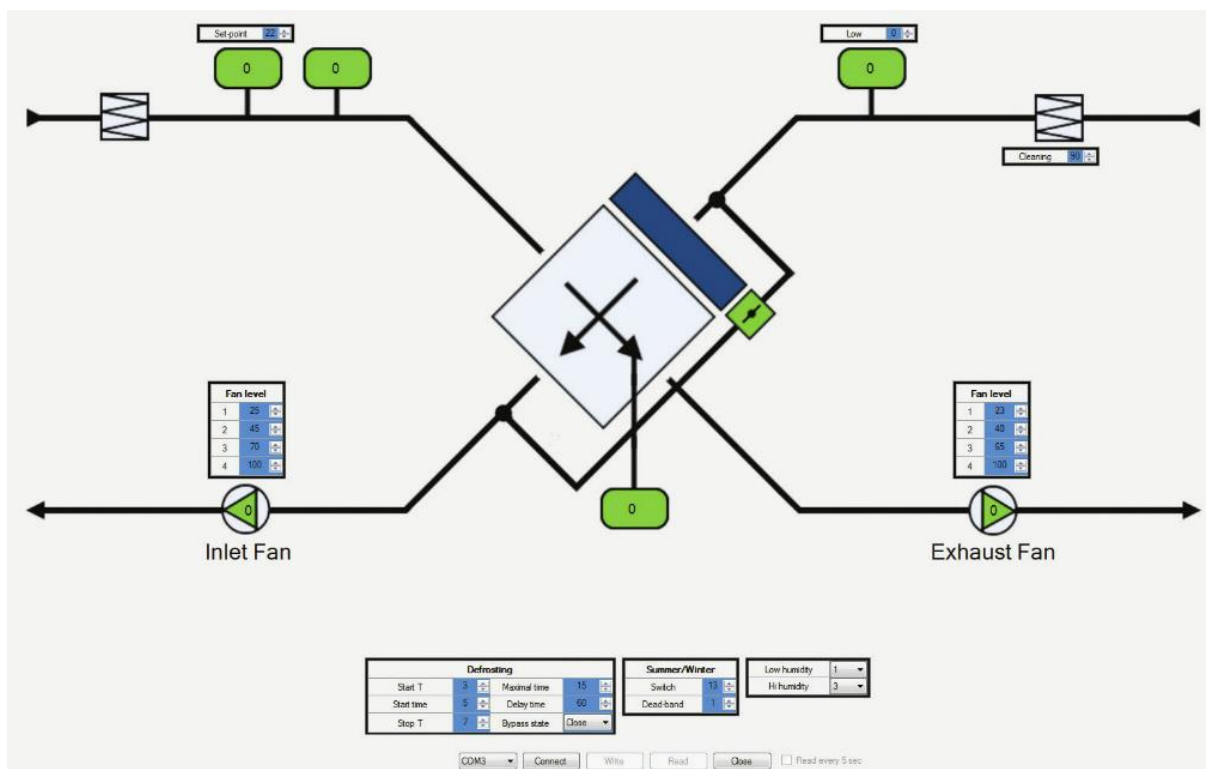 Set-point 22
Low 0
0
0
0
Cleaning 90
Fan level
1 25
2 45
3 70
4 100
Fan level
1 23
2 40
3 65
4 100
0
0
0
Inlet Fan
Exhaust Fan
Defrosting
Start T 3 Maximal time 15
Start time 5 Delay time 60
Stop T 7 Bypass state Close
Summer/Winter
Switch 13
Dead-band 1
Low humidity 1
Hi humidity 3
COM3 Connect Write Read Close Read every 5 sec